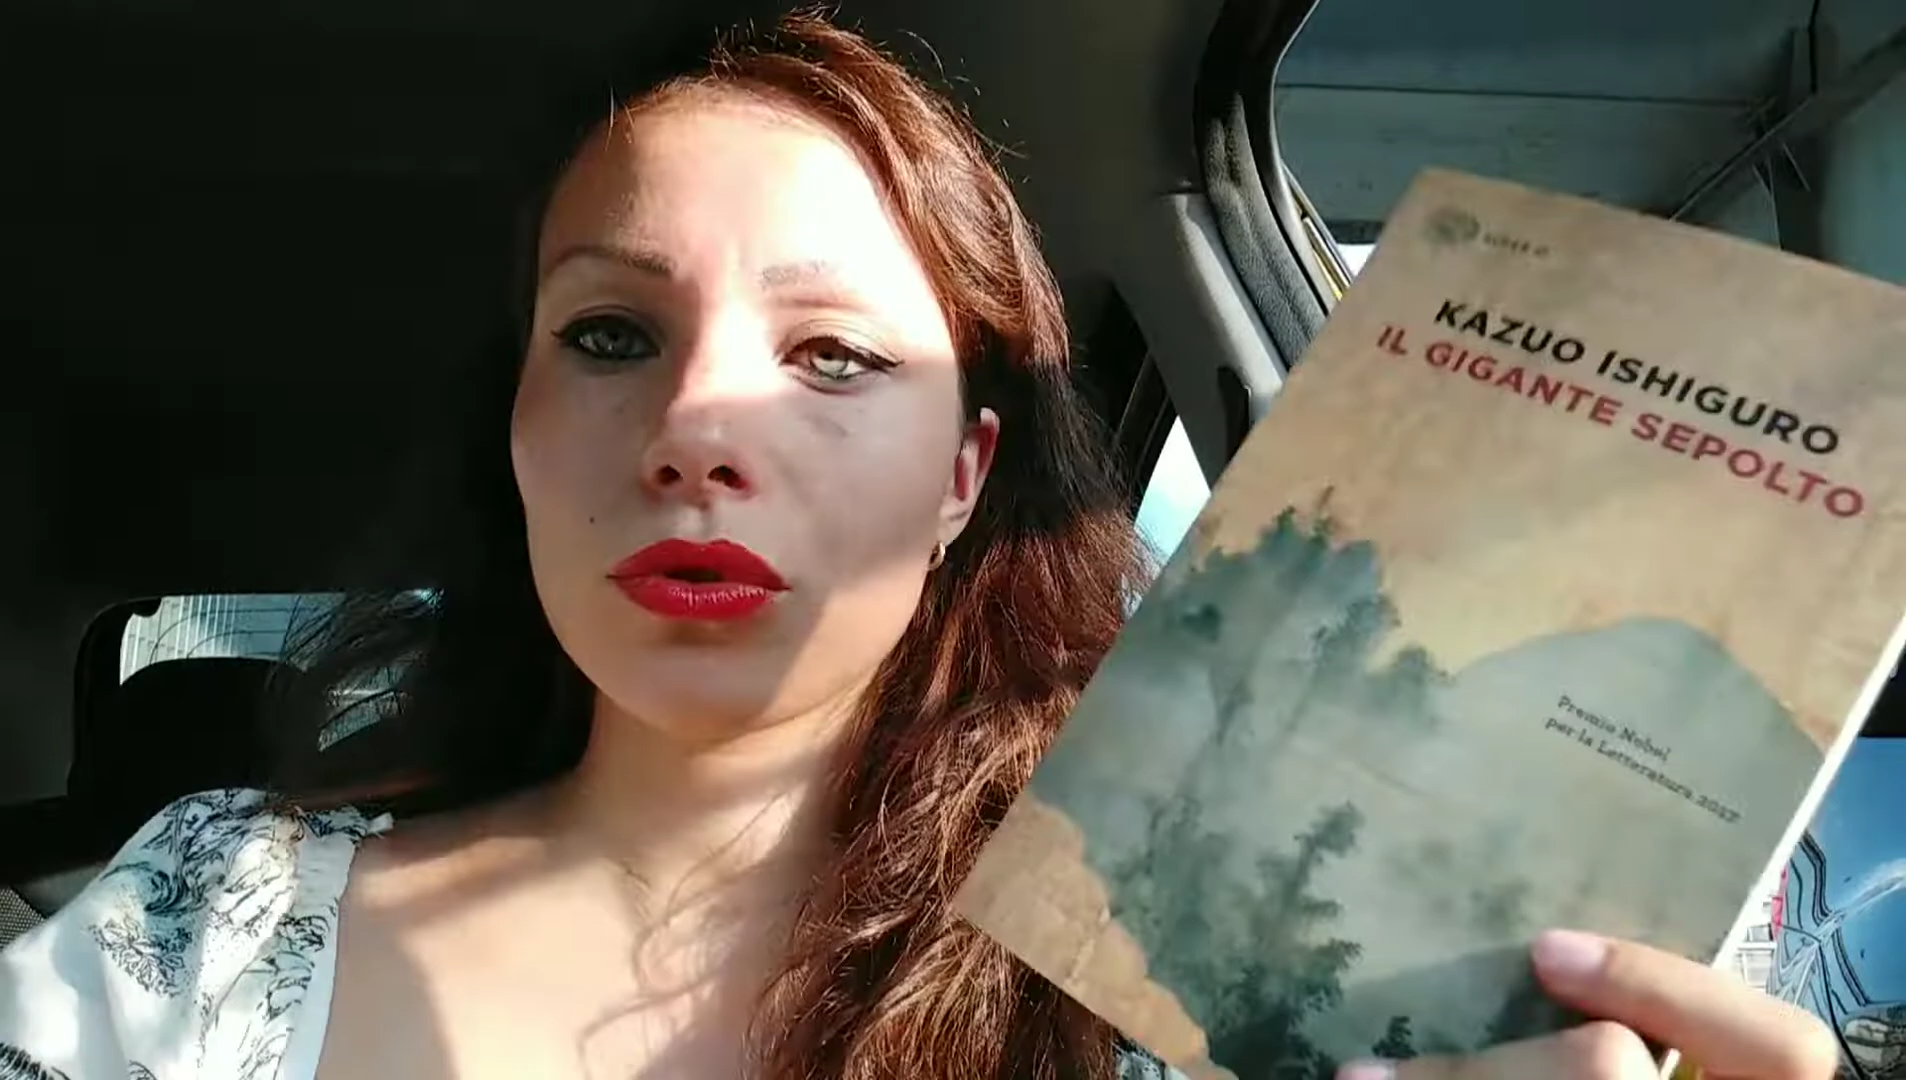 KAZUO ISHIGURO
IL GIGANTE SEPOLTO
Premio Nobel
per la Letteratura 2017